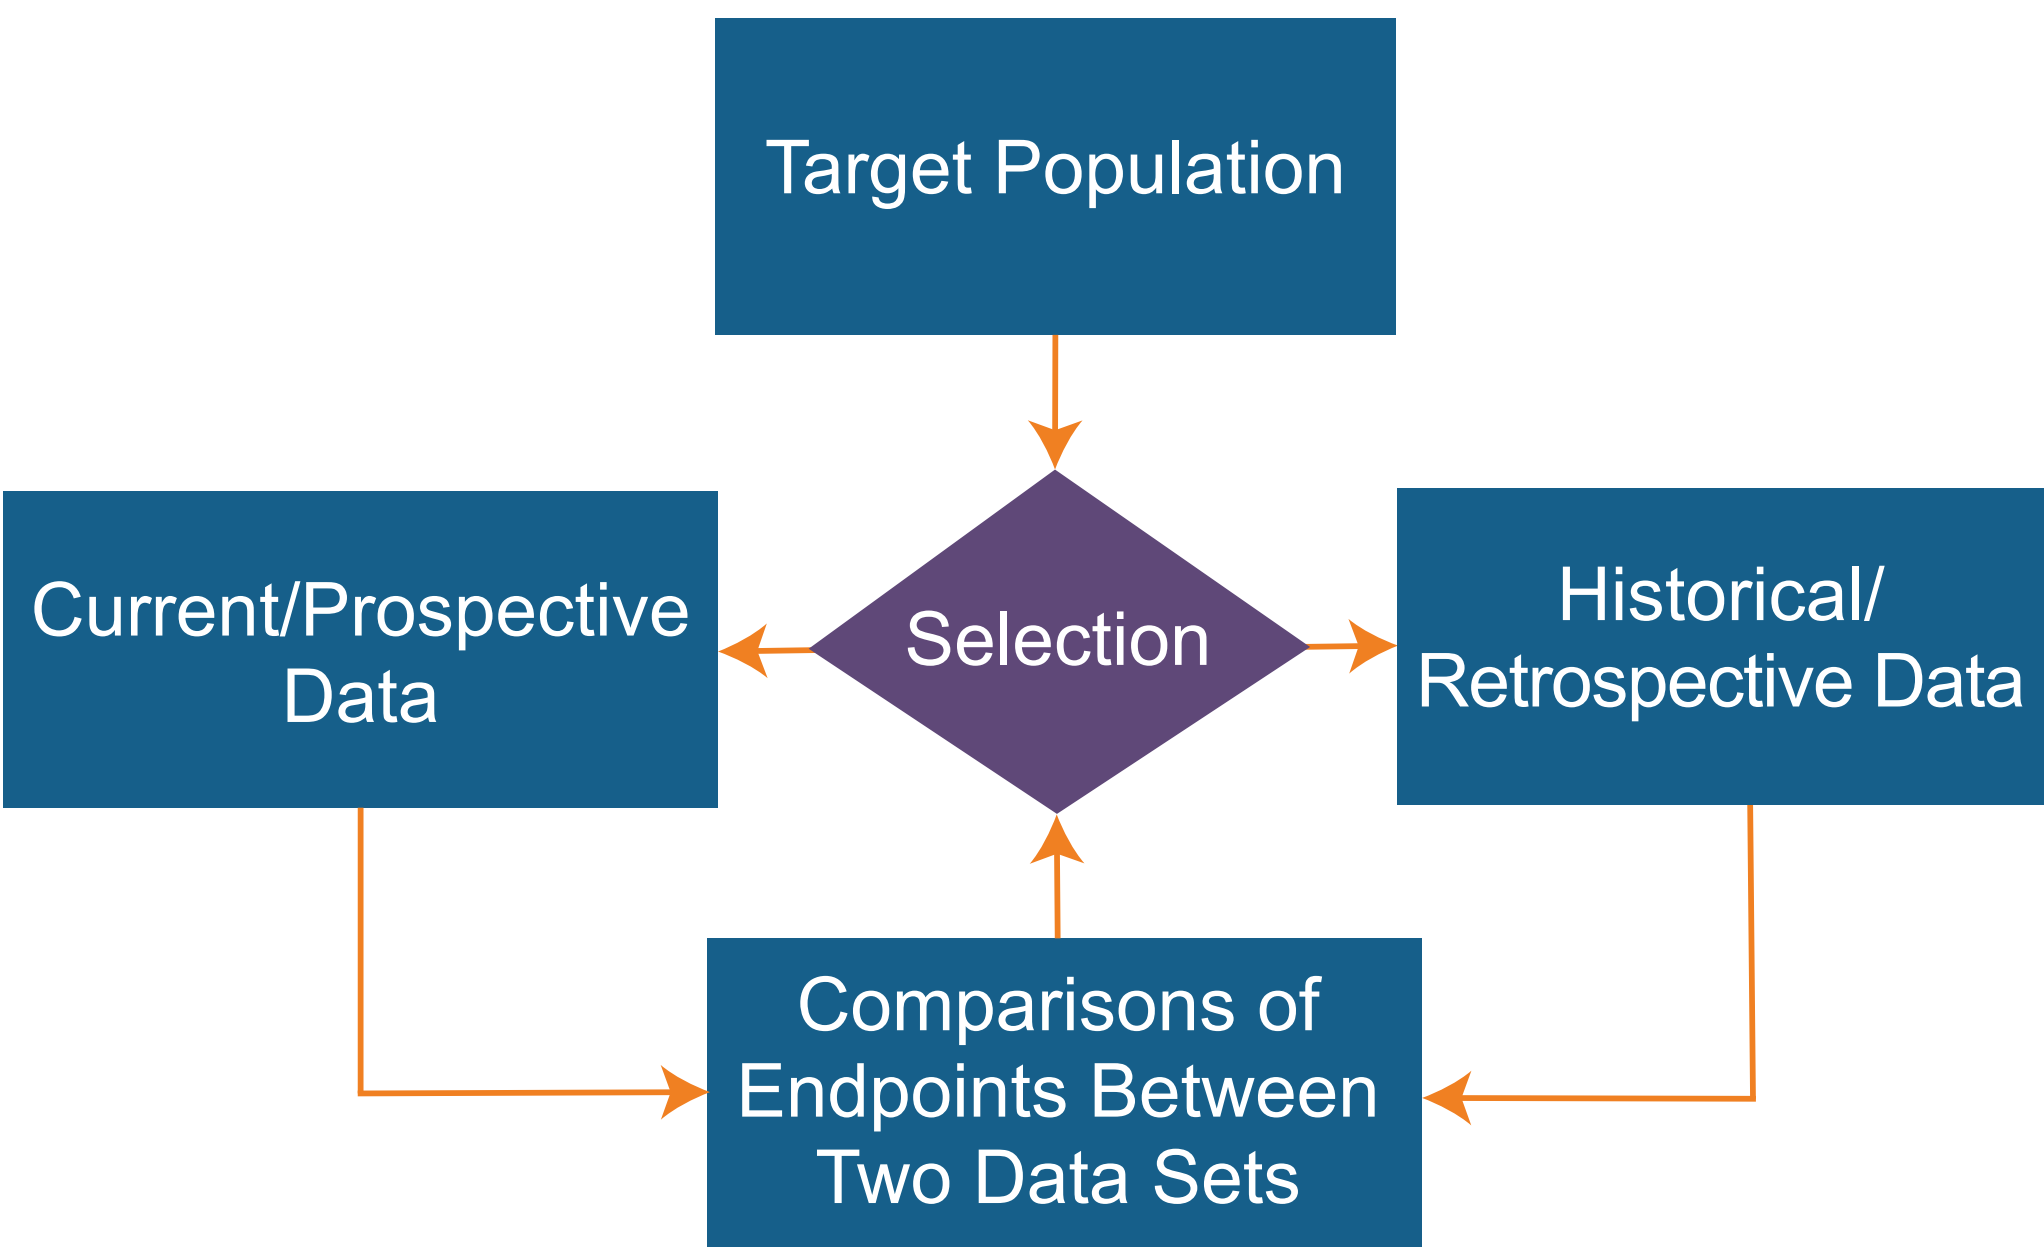 Target Population
Current/Prospective
Data
Selection
Historical/
Retrospective Data
Comparisons of
Endpoints Between
Two Data Sets